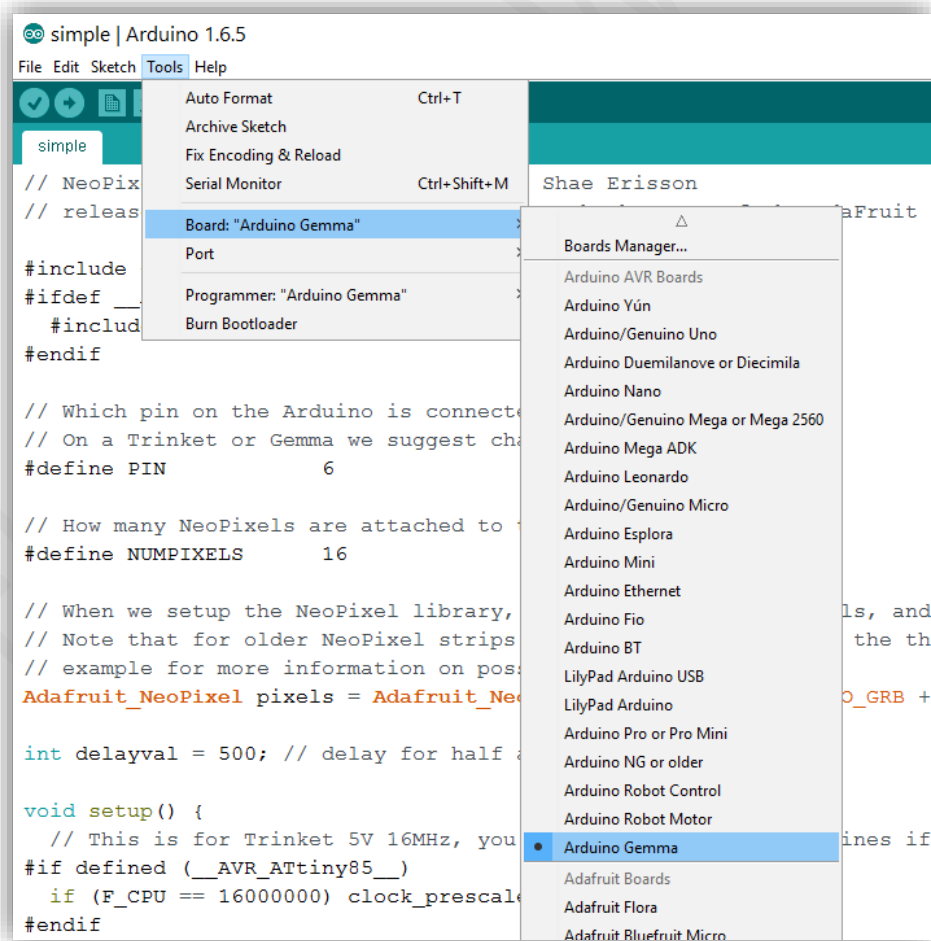 simple | Arduino 1.6.5
File Edit Sketch Tools Help
simple
Auto Format Ctrl+T
Archive Sketch
Fix Encoding & Reload
Serial Monitor Ctrl+Shift+M
Board: "Arduino Gemma"
Port
Programmer: "Arduino Gemma"
Burn Bootloader
Boards Manager...
Arduino AVR Boards
Arduino Yún
Arduino/Genuino Uno
Arduino Duemilanove or Diecimila
Arduino Nano
Arduino/Genuino Mega or Mega 2560
Arduino Mega ADK
Arduino Leonardo
Arduino/Genuino Micro
Arduino Esplora
Arduino Mini
Arduino Ethernet
Arduino Fio
Arduino BT
LilyPad Arduino USB
LilyPad Arduino
Arduino Pro or Pro Mini
Arduino NG or older
Arduino Robot Control
Arduino Robot Motor
Arduino Gemma
Adafruit Boards
Adafruit Flora
Adafruit Bluefruit Micro
// NeoPix Shae Erisson
// releas aFruit
#include
#ifdef __
#includ
#endif
// Which pin on the Arduino is connecte
// On a Trinket or Gemma we suggest cha
#define PIN 6
// How many NeoPixels are attached to t
#define NUMPIXELS 16
// When we setup the NeoPixel library, ls, and
// Note that for older NeoPixel strips the th
// example for more information on pos
Adafruit_NeoPixel pixels = Adafruit_Neo O_GRB +
int delayval = 500; // delay for half a
void setup() {
// This is for Trinket 5V 16MHz, you ines if
#if defined (__AVR_ATtiny85__)
if (F_CPU == 16000000) clock_prescale
#endif